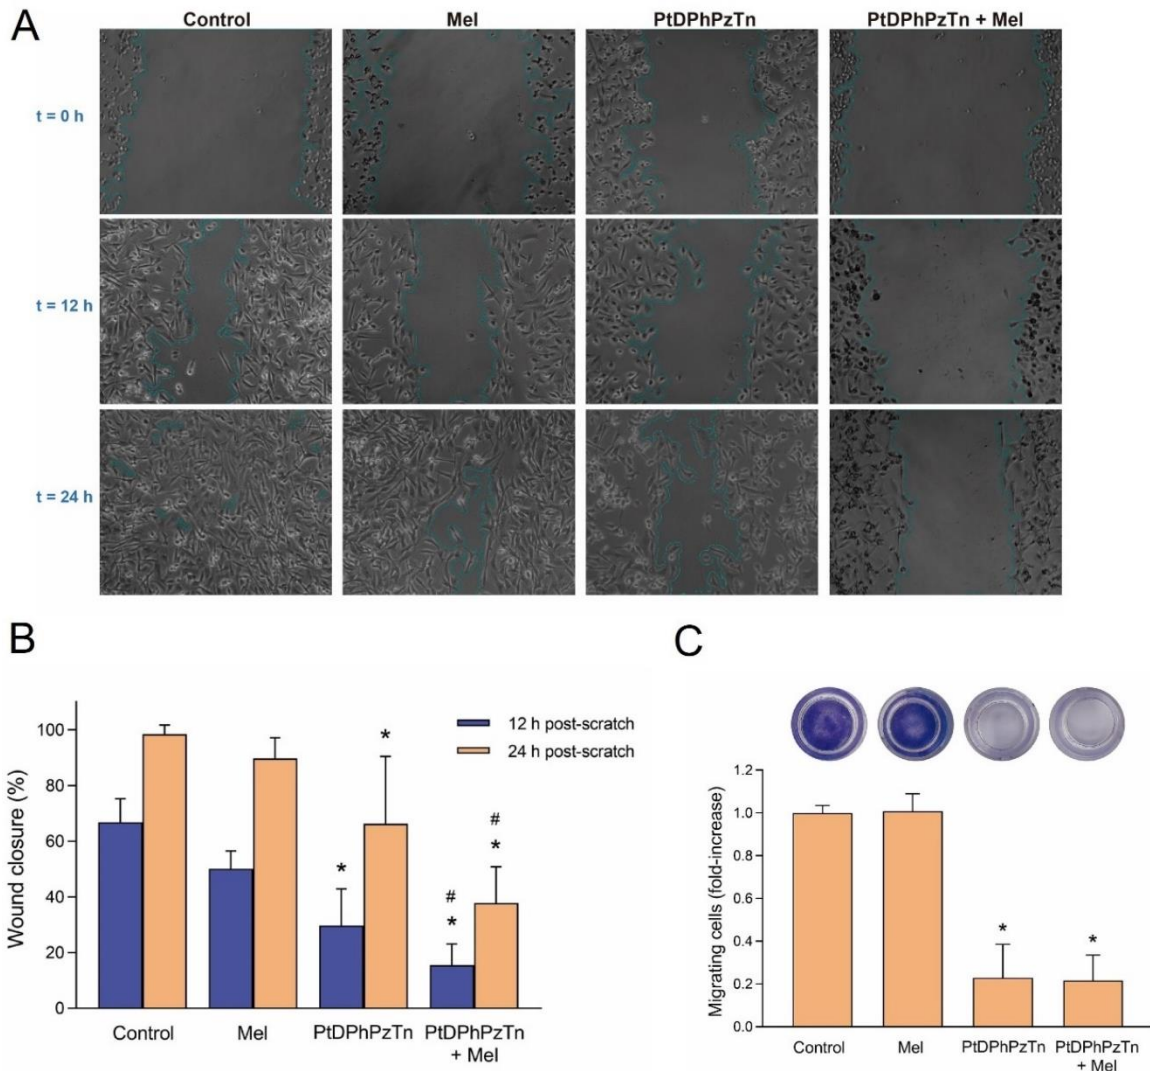 A
Control
Mel
PtDPhPzTn
PtDPhPzTn + Mel
t = 0 h
t = 12 h
t = 24 h
B
Wound closure (%)
100
80
60
40
20
0
12 h post-scratch
24 h post-scratch
*
*
#
*
#
*
Control
Mel
PtDPhPzTn
PtDPhPzTn
+ Mel
C
Migrating cells (fold-increase)
1.2
1.0
0.8
0.6
0.4
0.2
0.0
*
*
Control
Mel
PtDPhPzTn
PtDPhPzTn
+ Mel